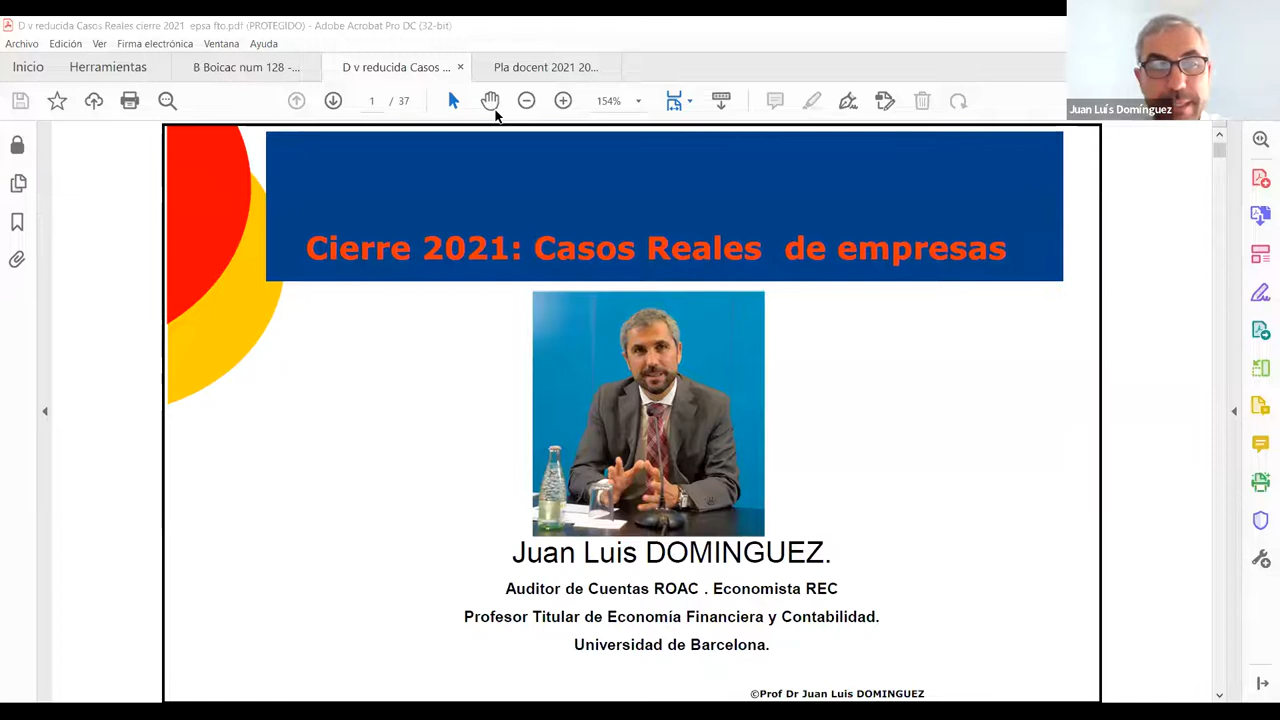 D v reducida Casos Reales cierre 2021 epsa fto.pdf (PROTEGIDO) - Adobe Acrobat Pro DC (32-bit)
Archivo Edición Ver Firma electrónica Ventana Ayuda
Inicio Herramientas B Boicac num 128 -... D v reducida Casos ... × Pla docent 2021 20...
1 / 37 154%
Juan Luís Domínguez
Cierre 2021: Casos Reales de empresas
Juan Luis DOMINGUEZ.
Auditor de Cuentas ROAC . Economista REC
Profesor Titular de Economía Financiera y Contabilidad.
Universidad de Barcelona.
©Prof Dr Juan Luis DOMINGUEZ